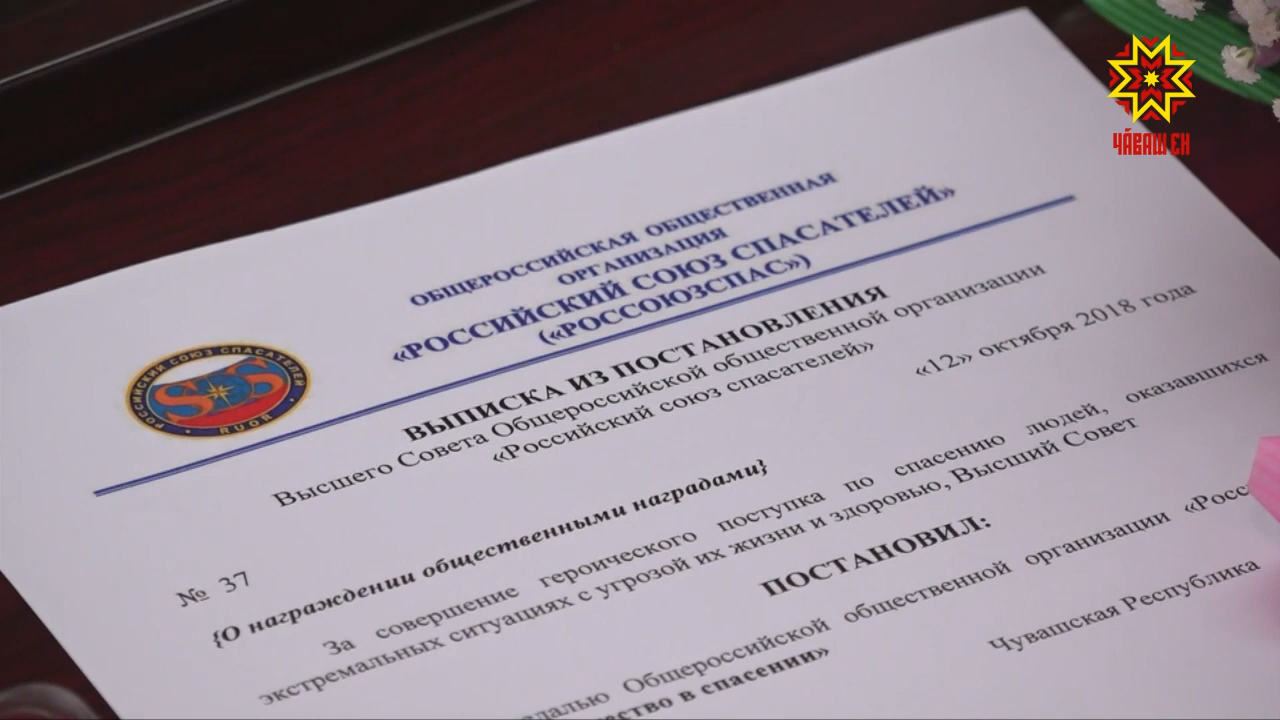 ЧӐВАШ ЕН
ОБЩЕРОССИЙСКАЯ ОБЩЕСТВЕННАЯ
ОРГАНИЗАЦИЯ
«РОССИЙСКИЙ СОЮЗ СПАСАТЕЛЕЙ»
(«РОССОЮЗСПАС»)
РОССИЙСКИЙ СОЮЗ СПАСАТЕЛЕЙ
SOS
RUOR
ВЫПИСКА ИЗ ПОСТАНОВЛЕНИЯ
Высшего Совета Общероссийской общественной организации
«Российский союз спасателей»
«12» октября 2018 года
№ 37
{О награждении общественными наградами}
За совершение героического поступка по спасению людей, оказавшихся
экстремальных ситуациях с угрозой их жизни и здоровью, Высший Совет
ПОСТАНОВИЛ:
Общероссийской общественной организации «Росс
в спасении»
Чувашская Республика